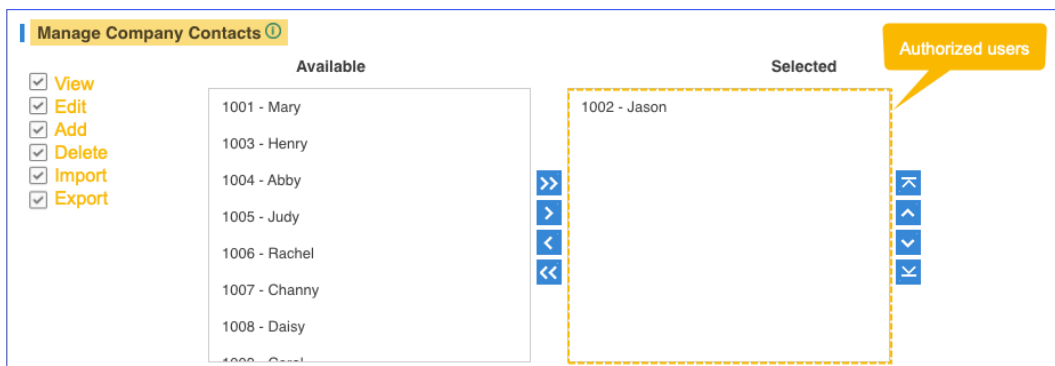 Manage Company Contacts
Authorized users
Available
Selected
View
Edit
Add
Delete
Import
Export
1001 - Mary
1003 - Henry
1004 - Abby
1005 - Judy
1006 - Rachel
1007 - Channy
1008 - Daisy
1002 - Jason